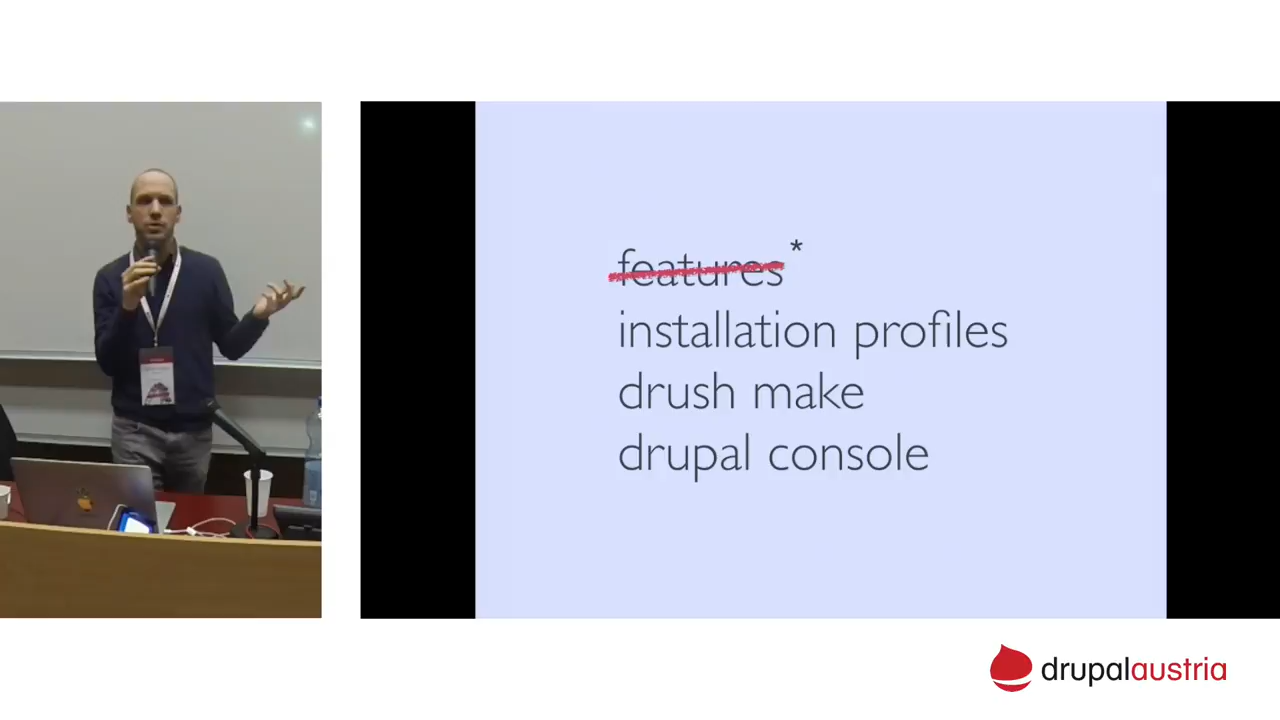 features*
installation profiles
drush make
drupal console
drupalaustria